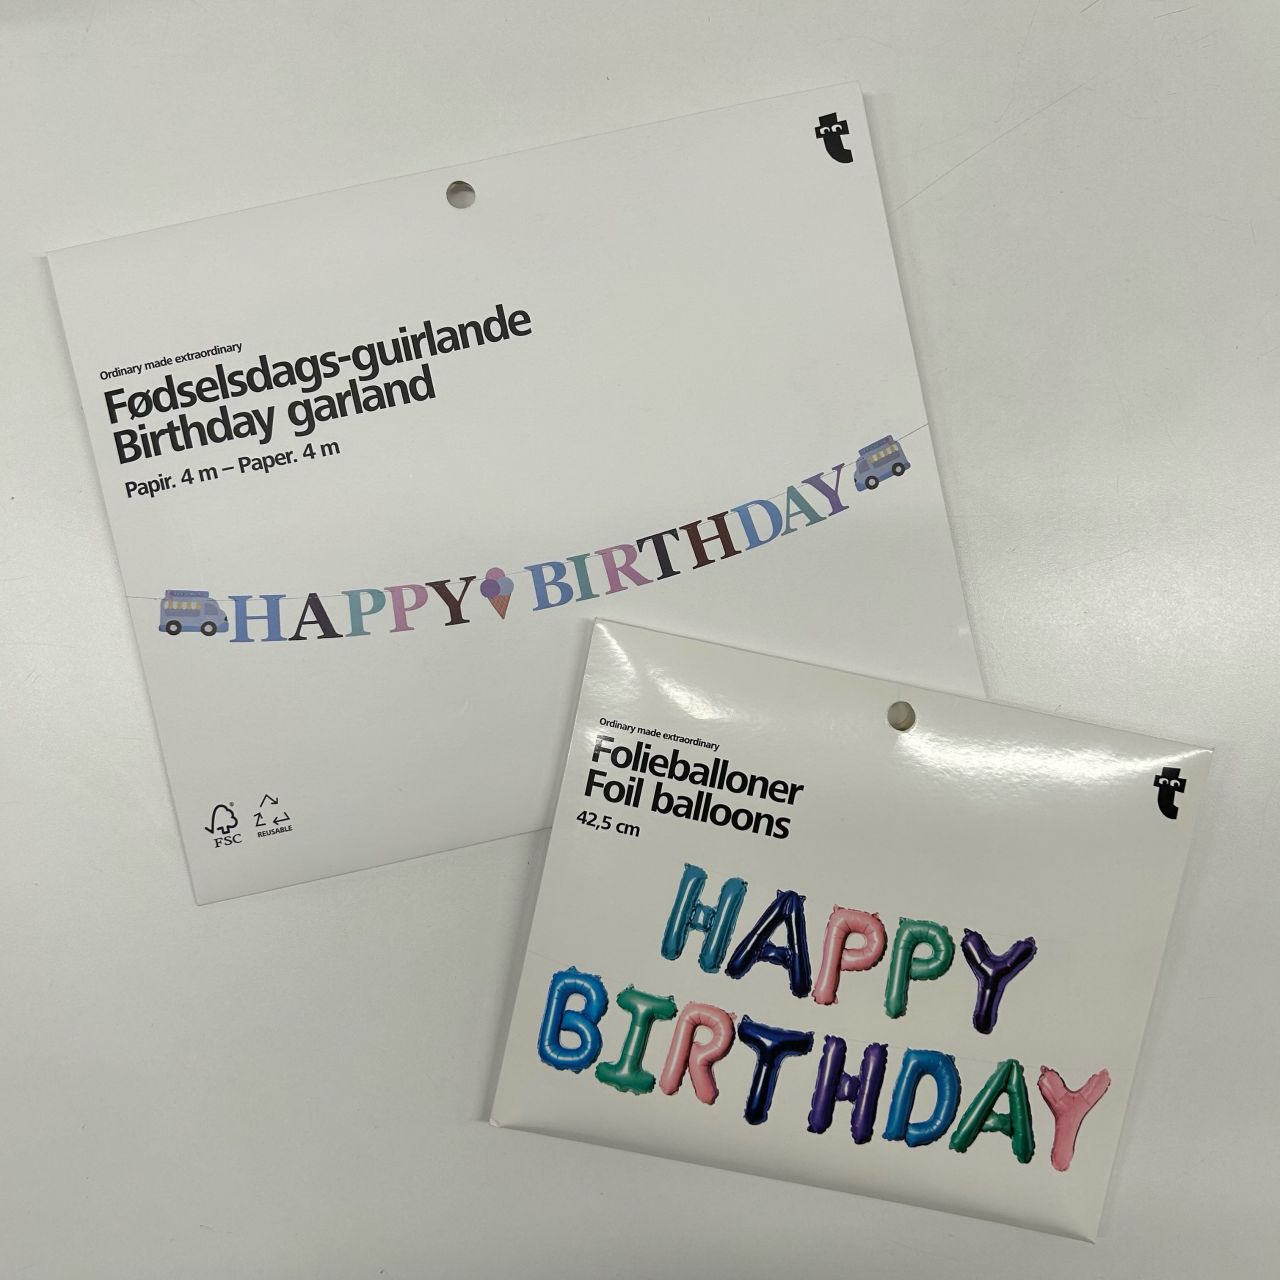 Ordinary made extraordinary
Fødselsdags-guirlande
Birthday garland
Papir. 4 m – Paper. 4 m
HAPPY BIRTHDAY
FSC®
REUSABLE
Ordinary made extraordinary
Folieballoner
Foil balloons
42,5 cm
HAPPY
BIRTHDAY